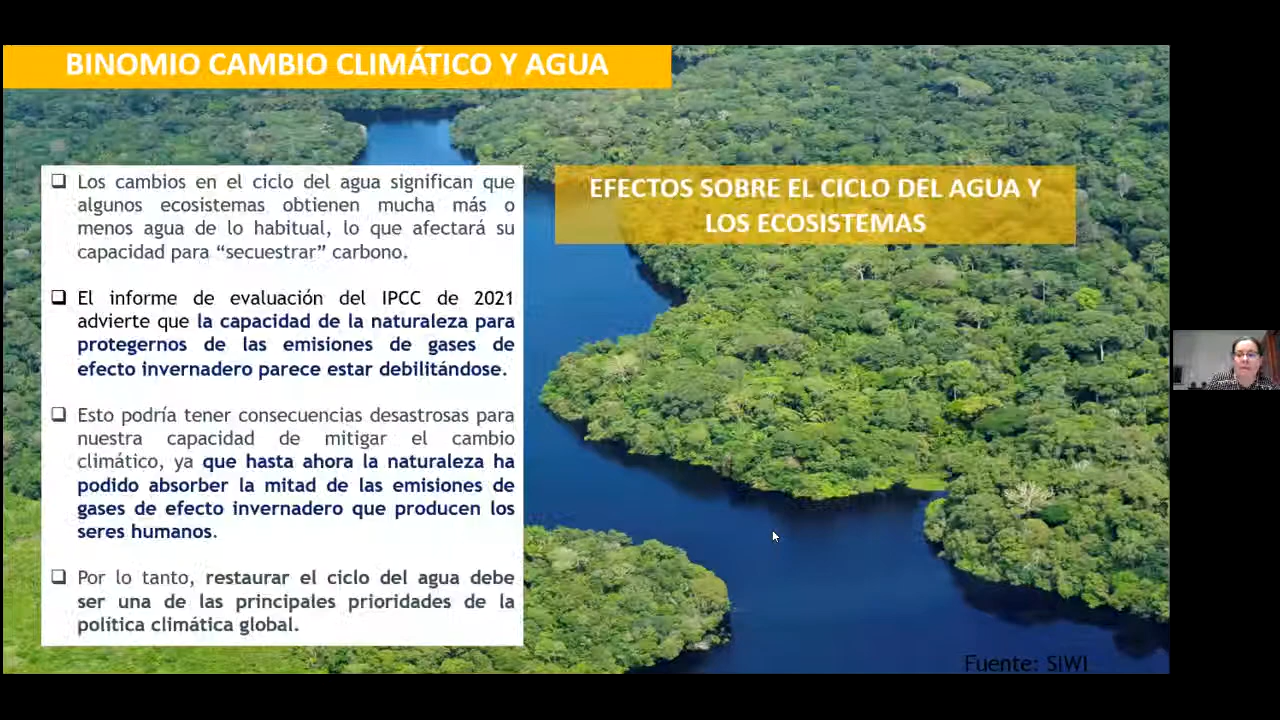 BINOMIO CAMBIO CLIMÁTICO Y AGUA
❑ Los cambios en el ciclo del agua significan que
algunos ecosistemas obtienen mucha más o
menos agua de lo habitual, lo que afectará su
capacidad para “secuestrar” carbono.
❑ El informe de evaluación del IPCC de 2021
advierte que la capacidad de la naturaleza para
protegernos de las emisiones de gases de
efecto invernadero parece estar debilitándose.
❑ Esto podría tener consecuencias desastrosas para
nuestra capacidad de mitigar el cambio
climático, ya que hasta ahora la naturaleza ha
podido absorber la mitad de las emisiones de
gases de efecto invernadero que producen los
seres humanos.
❑ Por lo tanto, restaurar el ciclo del agua debe
ser una de las principales prioridades de la
política climática global.
EFECTOS SOBRE EL CICLO DEL AGUA Y
LOS ECOSISTEMAS
Fuente: SIWI